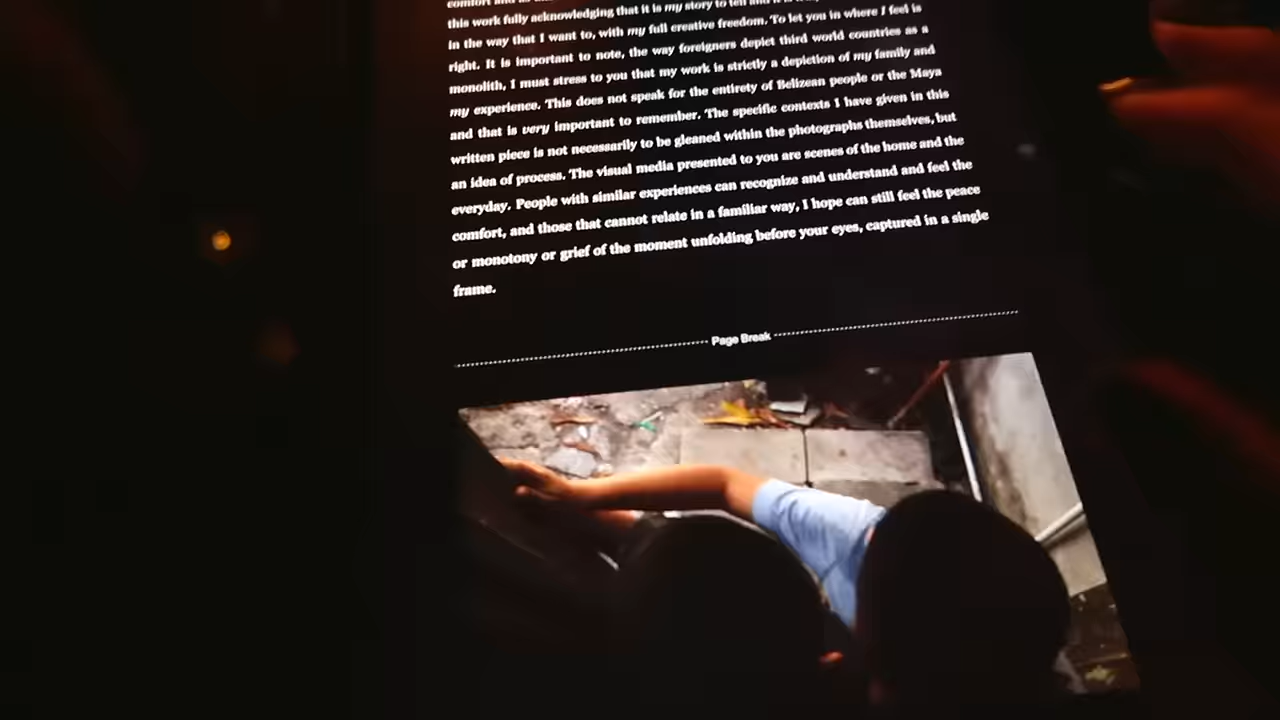 comfort and as
this work fully acknowledging that it is my story to tell and it is
in the way that I want to, with my full creative freedom. To let you in where I feel is
right. It is important to note, the way foreigners depict third world countries as a
monolith, I must stress to you that my work is strictly a depiction of my family and
my experience. This does not speak for the entirety of Belizean people or the Maya
and that is very important to remember. The specific contexts I have given in this
written piece is not necessarily to be gleaned within the photographs themselves, but
an idea of process. The visual media presented to you are scenes of the home and the
everyday. People with similar experiences can recognize and understand and feel the
comfort, and those that cannot relate in a familiar way, I hope can still feel the peace
or monotony or grief of the moment unfolding before your eyes, captured in a single
frame.
Page Break